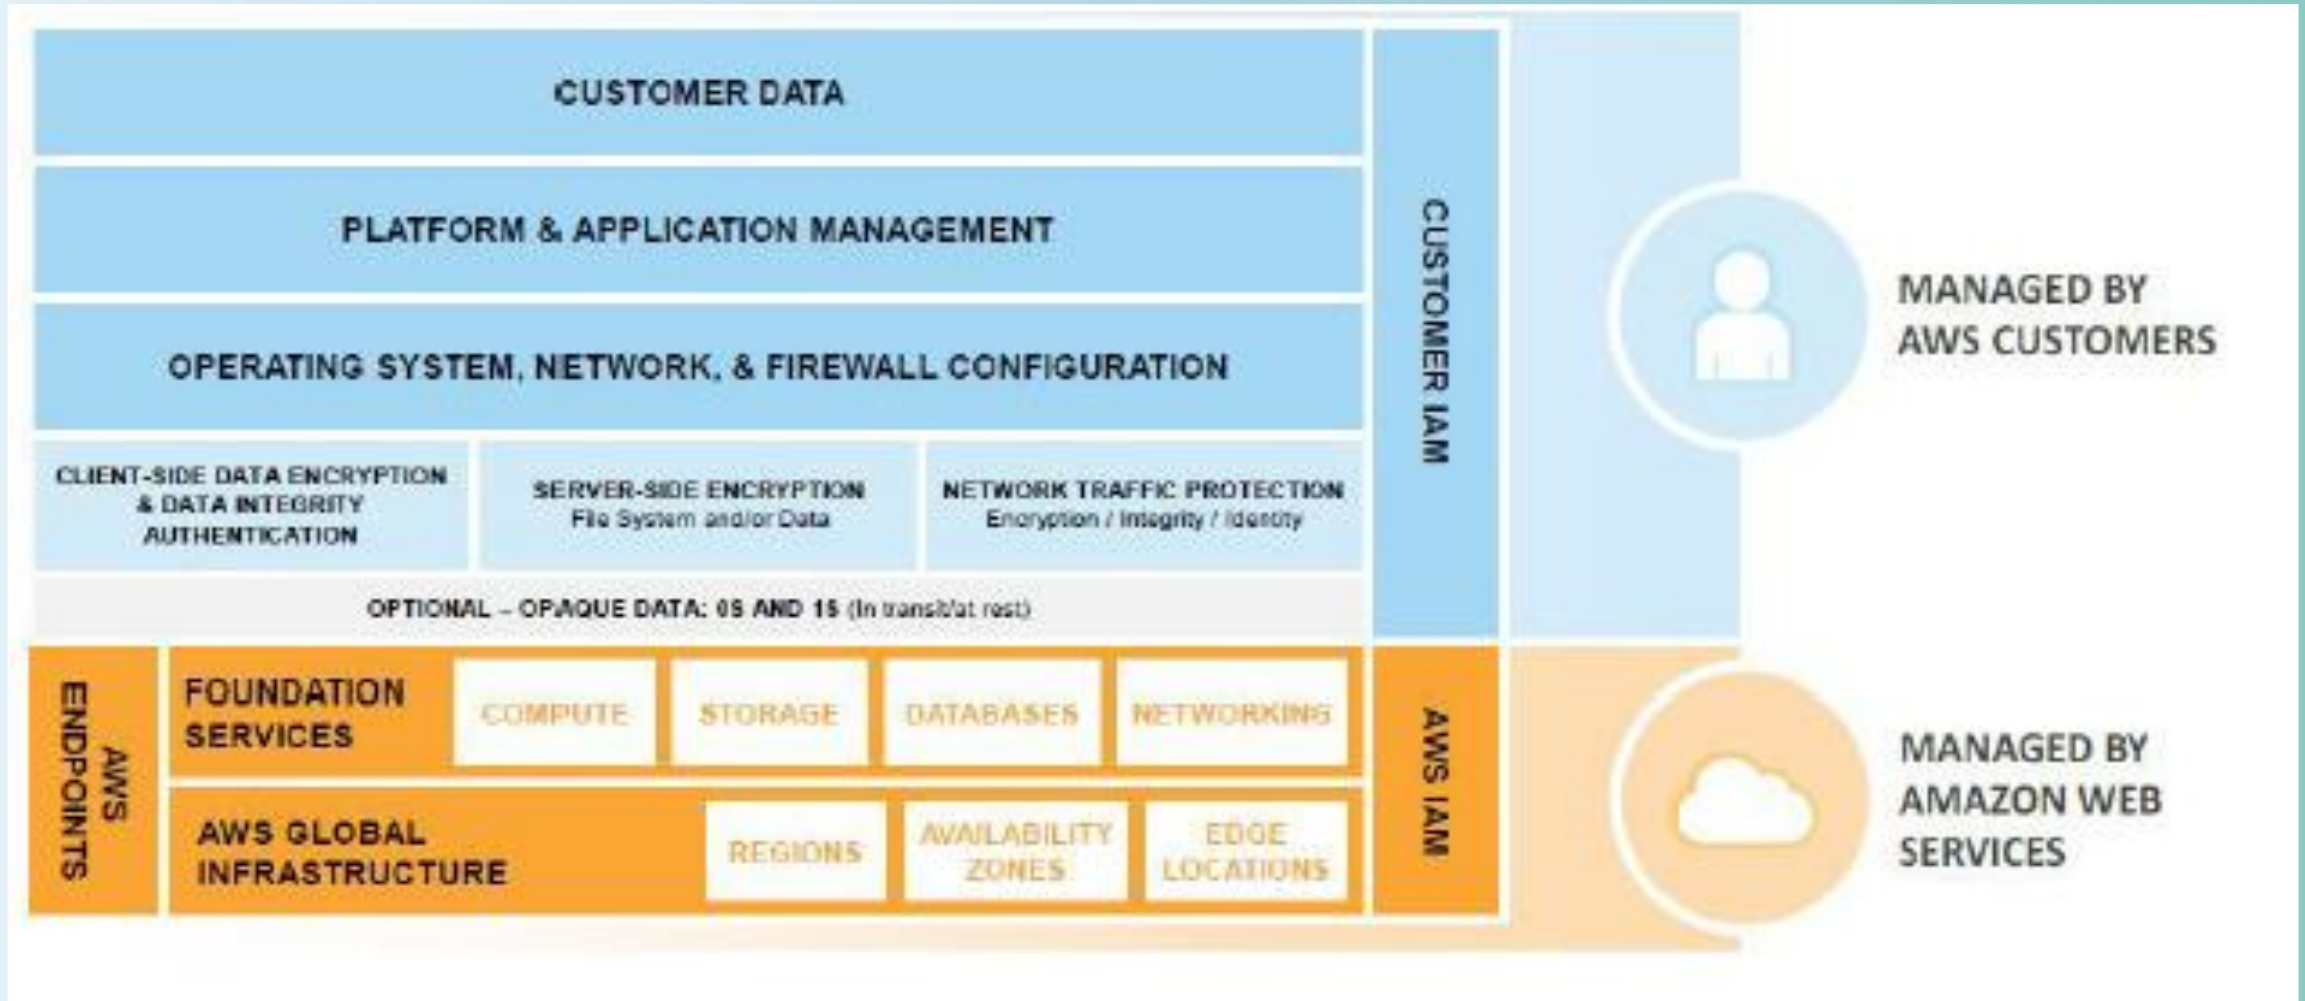 CUSTOMER DATA
PLATFORM & APPLICATION MANAGEMENT
OPERATING SYSTEM, NETWORK, & FIREWALL CONFIGURATION
CLIENT-SIDE DATA ENCRYPTION
& DATA INTEGRITY
AUTHENTICATION
SERVER-SIDE ENCRYPTION
File System and/or Data
NETWORK TRAFFIC PROTECTION
Encryption / Integrity / Identity
OPTIONAL – OPAQUE DATA: 0S AND 1S (In transit/at rest)
CUSTOMER IAM
MANAGED BY
AWS CUSTOMERS
AWS
ENDPOINTS
FOUNDATION
SERVICES
COMPUTE
STORAGE
DATABASES
NETWORKING
AWS GLOBAL
INFRASTRUCTURE
REGIONS
AVAILABILITY
ZONES
EDGE
LOCATIONS
AWS IAM
MANAGED BY
AMAZON WEB
SERVICES